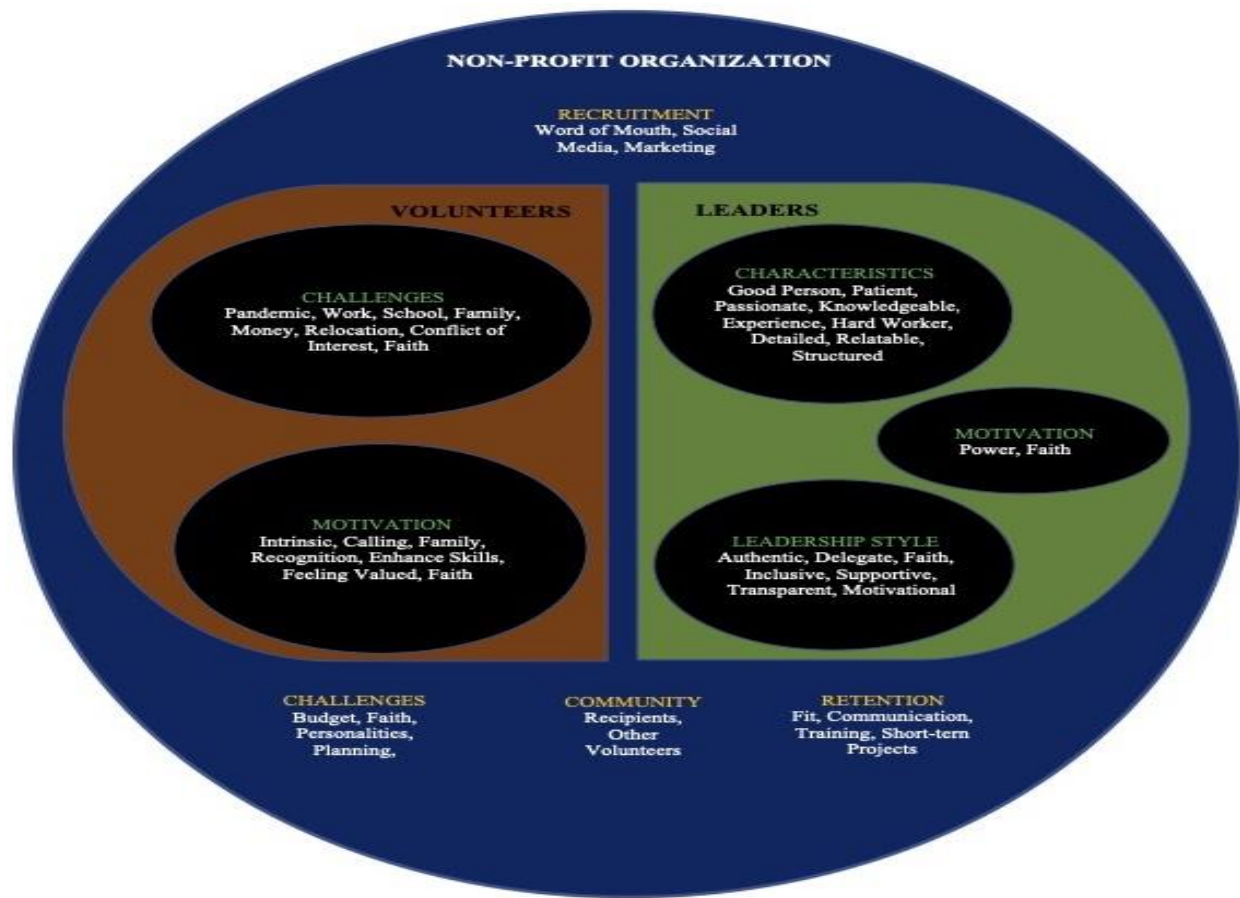 NON-PROFIT ORGANIZATION
RECRUITMENT
Word of Mouth, Social
Media, Marketing
VOLUNTEERS
CHALLENGES
Pandemic, Work, School, Family,
Money, Relocation, Conflict of
Interest, Faith
MOTIVATION
Intrinsic, Calling, Family,
Recognition, Enhance Skills,
Feeling Valued, Faith
LEADERS
CHARACTERISTICS
Good Person, Patient,
Passionate, Knowledgeable,
Experience, Hard Worker,
Detailed, Relatable,
Structured
MOTIVATION
Power, Faith
LEADERSHIP STYLE
Authentic, Delegate, Faith,
Inclusive, Supportive,
Transparent, Motivational
CHALLENGES
Budget, Faith,
Personalities,
Planning,
COMMUNITY
Recipients,
Other
Volunteers
RETENTION
Fit, Communication,
Training, Short-tern
Projects